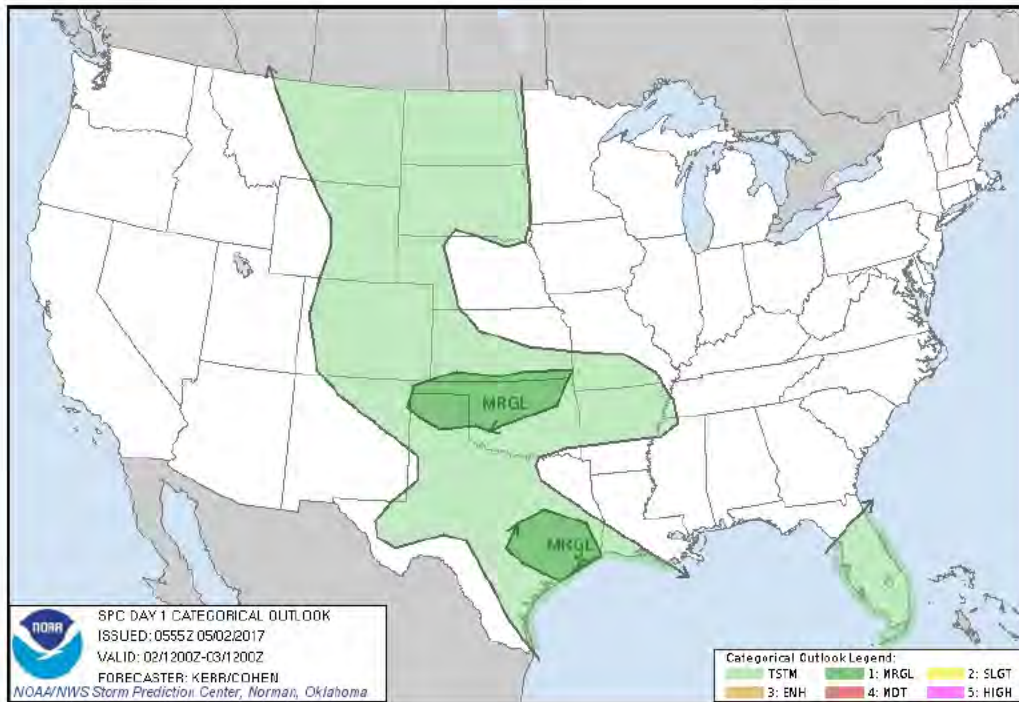 MRGL
MRGL
NOAA
SPC DAY 1 CATEGORICAL OUTLOOK
ISSUED: 0555Z 05/02/2017
VALID: 02/1200Z-03/1200Z
FORECASTER: KERR/COHEN
NOAA/NWS Storm Prediction Center, Norman, Oklahoma
Categorical Outlook Legend:
TSTM 1: MRGL 2: SLGT
3: ENH 4: MDT 5: HIGH